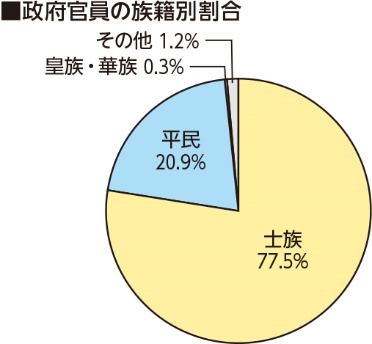 ■政府官員の族籍別割合
その他 1.2%
皇族・華族 0.3%
平民
20.9%
士族
77.5%